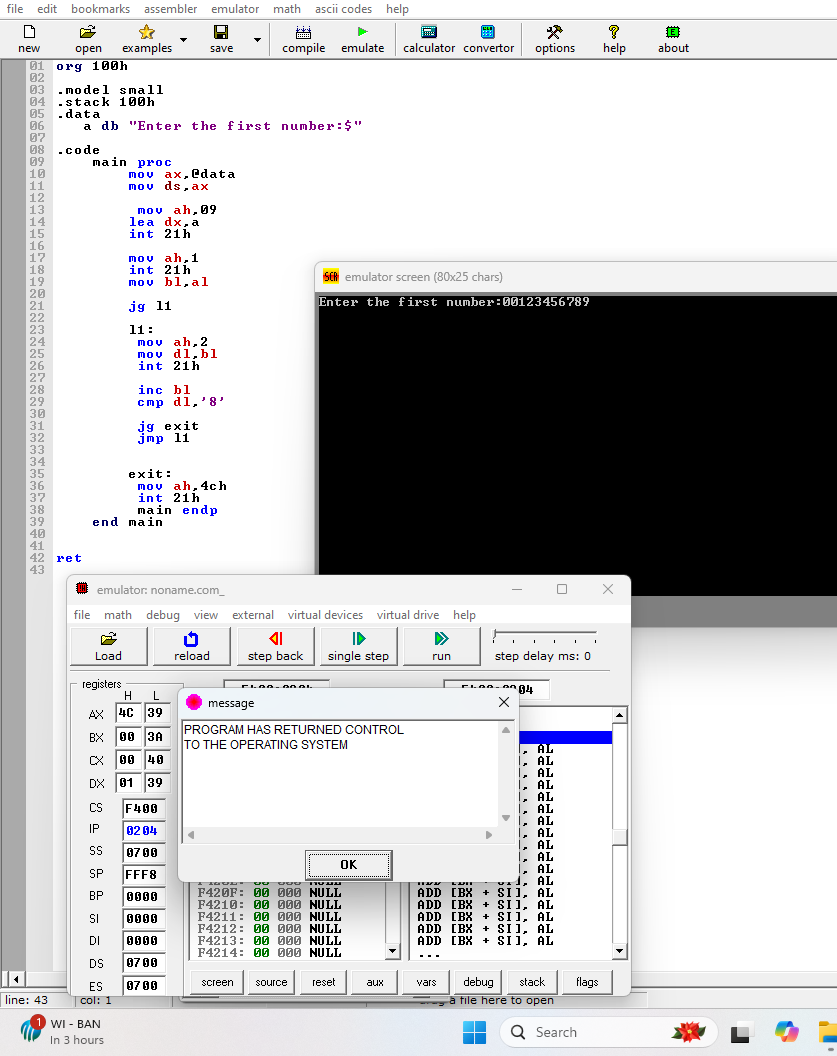 file edit bookmarks assembler emulator math ascii codes help
new open examples save compile emulate calculator convertor options help about
01 org 100h
02
03 .model small
04 .stack 100h
05 .data
06 a db "Enter the first number:$"
07
08 .code
09 main proc
10 mov ax,@data
11 mov ds,ax
12
13 mov ah,09
14 lea dx,a
15 int 21h
16
17 mov ah,1
18 int 21h
19 mov bl,al
20
21 jg l1
22
23 l1:
24 mov ah,2
25 mov dl,bl
26 int 21h
27
28 inc bl
29 cmp dl,'8'
30
31 jg exit
32 jmp l1
33
34
35 exit:
36 mov ah,4ch
37 int 21h
38 main endp
39 end main
40
41
42 ret
43
SCR emulator screen (80x25 chars)
Enter the first number:00123456789
emulator: noname.com_
file math debug view external virtual devices virtual drive help
Load reload step back single step run step delay ms: 0
registers
H L
AX 4C 39
BX 00 3A
CX 00 40
DX 01 39
CS F400
IP 0204
SS 0700
SP FFF8
BP 0000
SI 0000
DI 0000
DS 0700
ES 0700
message
PROGRAM HAS RETURNED CONTROL
TO THE OPERATING SYSTEM
OK
, AL
, AL
, AL
, AL
, AL
, AL
, AL
, AL
, AL
, AL
, AL
F420F: 00 000 NULL ADD [BX + SI], AL
F4210: 00 000 NULL ADD [BX + SI], AL
F4211: 00 000 NULL ADD [BX + SI], AL
F4212: 00 000 NULL ADD [BX + SI], AL
F4213: 00 000 NULL ADD [BX + SI], AL
F4214: 00 000 NULL ...
screen source reset aux vars debug stack flags
line: 43 col: 1 drag a file here to open
1 WI - BAN
In 3 hours
Search